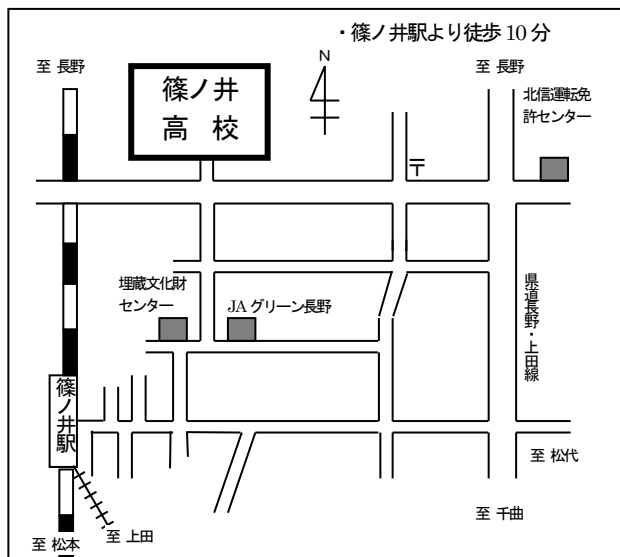 ・篠ノ井駅より徒歩 10 分
至 長野
篠ノ井
高 校
N
至 長野
北信運転免
許センター
〒
埋蔵文化財
センター
JA グリーン長野
県道長野・上田線
篠ノ井駅
至 松代
至 千曲
至 松本
至 上田